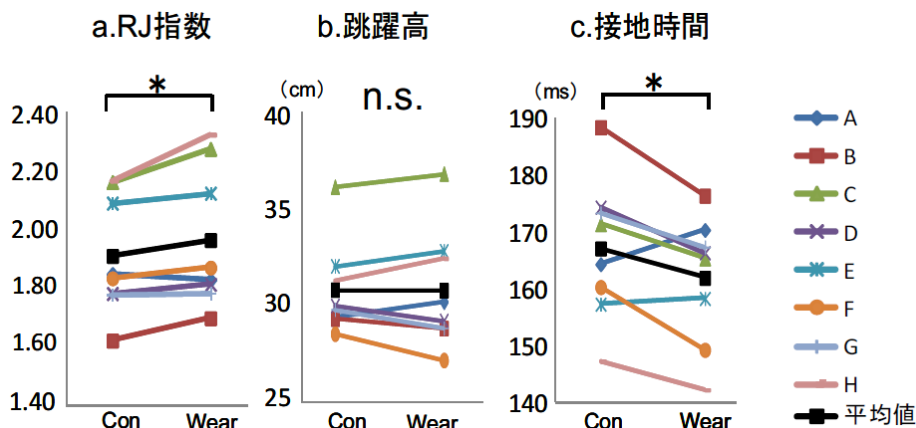 a.RJ指数
*
2.40
2.20
2.00
1.80
1.60
1.40
Con Wear
b.跳躍高
（cm）
n.s.
40
35
30
25
Con Wear
c.接地時間
（ms）
*
190
180
170
160
150
140
Con Wear
A
B
C
D
E
F
G
H
平均値